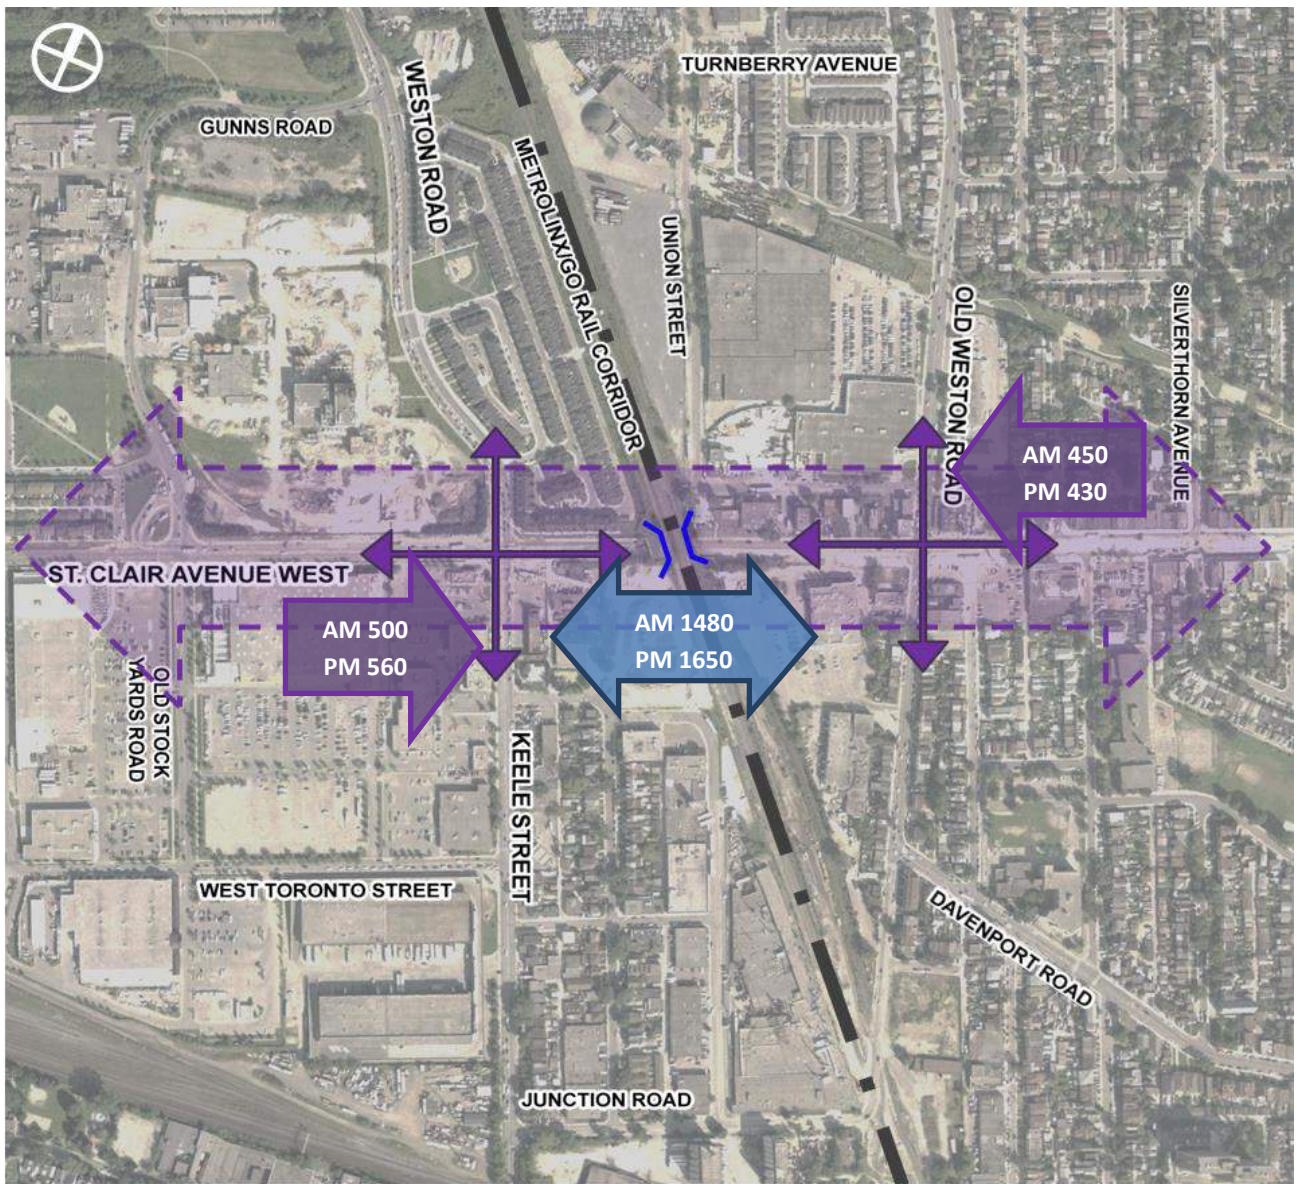 TURNBERRY AVENUE
WESTON ROAD
GUNNS ROAD
METROLINX/GO RAIL CORRIDOR
UNION STREET
OLD WESTON ROAD
SILVERTHORN AVENUE
AM 450
PM 430
ST. CLAIR AVENUE WEST
AM 500
PM 560
AM 1480
PM 1650
OLD STOCK
YARDS ROAD
KEELE STREET
WEST TORONTO STREET
DAVENPORT ROAD
JUNCTION ROAD